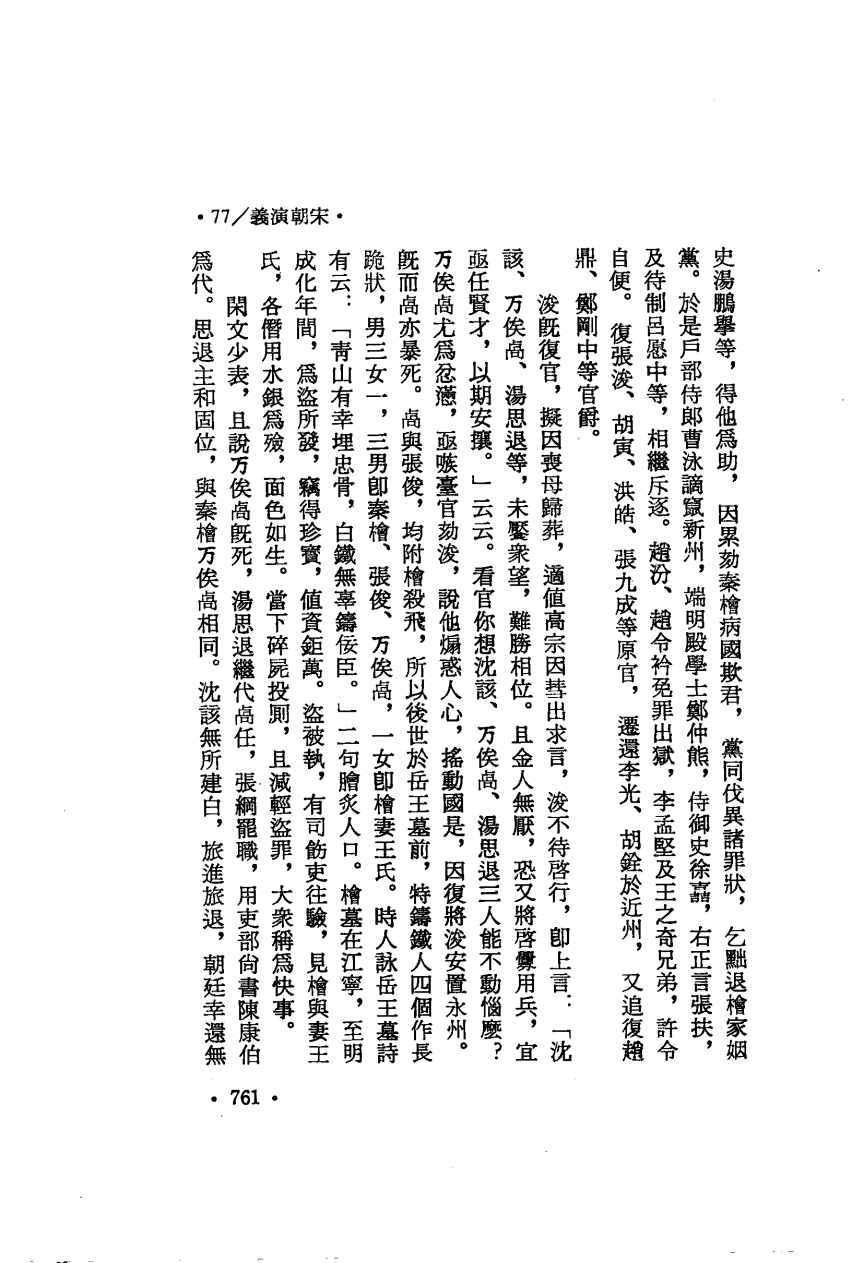 •77／義演朝宋•
史湯鵬舉等，得他爲助，因累劾秦檜病國欺君，黨同伐異諸罪狀，乞黜退檜家姻
黨。於是戶部侍郞曹泳謫竄新州，端明殿學士鄭仲熊，侍御史徐嚞，右正言張扶，
及待制呂愿中等，相繼斥逐。趙汾、趙令衿免罪出獄，李孟堅及王之奇兄弟，許令
自便。復張浚、胡寅、洪皓、張九成等原官，遷還李光、胡銓於近州，又追復趙
鼎、鄭剛中等官爵。
浚旣復官，擬因喪母歸葬，適値高宗因彗出求言，浚不待啓行，卽上言：「沈
該、万俟卨、湯思退等，未饜衆望，難勝相位。且金人無厭，恐又將啓釁用兵，宜
亟任賢才，以期安攘。」云云。看官你想沈該、万俟卨、湯思退三人能不動惱麼？
万俟卨尤爲忿懣，亟嗾臺官劾浚，說他煽惑人心，搖動國是，因復將浚安置永州。
旣而卨亦暴死。卨與張俊，均附檜殺飛，所以後世於岳王墓前，特鑄鐵人四個作長
跪狀，男三女一，三男卽秦檜、張俊、万俟卨，一女卽檜妻王氏。時人詠岳王墓詩
有云：「靑山有幸埋忠骨，白鐵無辜鑄佞臣。」二句膾炙人口。檜墓在江寧，至明
成化年間，爲盜所發，竊得珍寶，値資鉅萬。盜被執，有司飭吏往驗，見檜與妻王
氏，各僭用水銀爲殮，面色如生。當下碎屍投厠，且減輕盜罪，大衆稱爲快事。
閑文少表，且說万俟卨旣死，湯思退繼代卨任，張綱罷職，用吏部尙書陳康伯
爲代。思退主和固位，與秦檜万俟卨相同。沈該無所建白，旅進旅退，朝廷幸還無
•761•